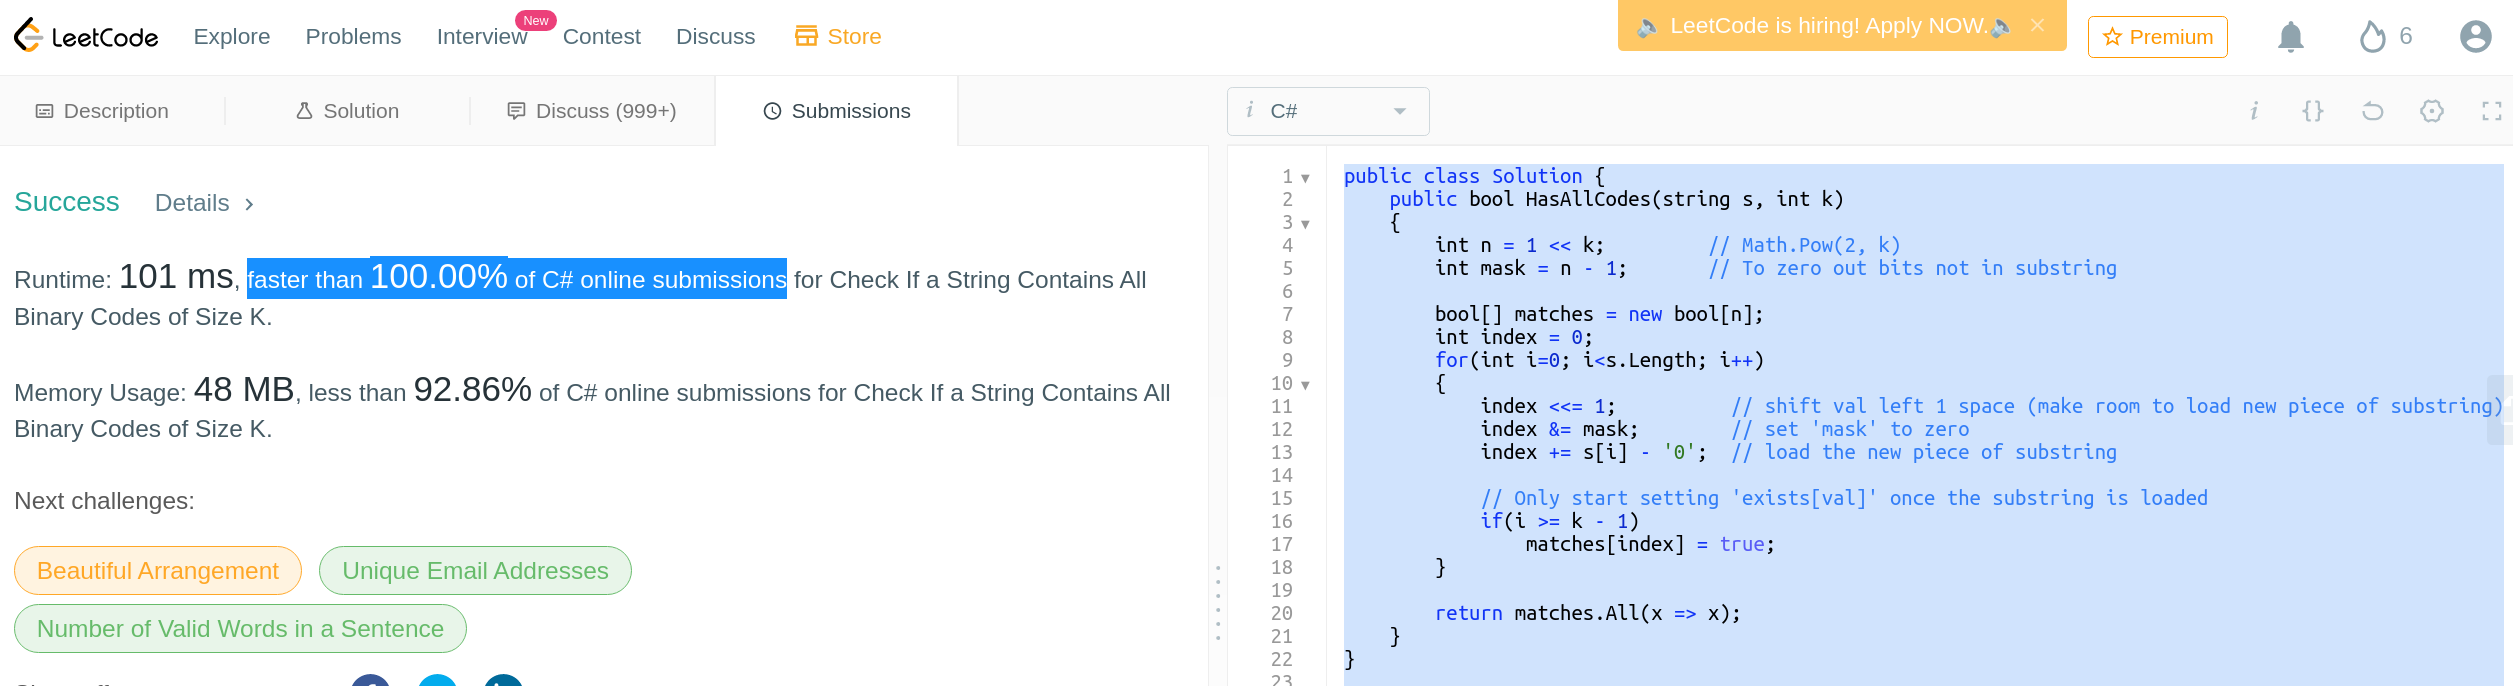 LeetCode Explore Problems Interview New Contest Discuss Store LeetCode is hiring! Apply NOW. Premium 6
Description Solution Discuss (999+) Submissions i C# i {}
Success Details
Runtime: 101 ms, faster than 100.00% of C# online submissions for Check If a String Contains All
Binary Codes of Size K.
Memory Usage: 48 MB, less than 92.86% of C# online submissions for Check If a String Contains All
Binary Codes of Size K.
Next challenges:
Beautiful Arrangement Unique Email Addresses
Number of Valid Words in a Sentence
1 public class Solution {
2     public bool HasAllCodes(string s, int k)
3     {
4         int n = 1 << k;         // Math.Pow(2, k)
5         int mask = n - 1;       // To zero out bits not in substring
6
7         bool[] matches = new bool[n];
8         int index = 0;
9         for(int i=0; i<s.Length; i++)
10         {
11             index <<= 1;          // shift val left 1 space (make room to load new piece of substring)
12             index &= mask;        // set 'mask' to zero
13             index += s[i] - '0';  // load the new piece of substring
14
15             // Only start setting 'exists[val]' once the substring is loaded
16             if(i >= k - 1)
17                 matches[index] = true;
18         }
19
20         return matches.All(x => x);
21     }
22 }
23